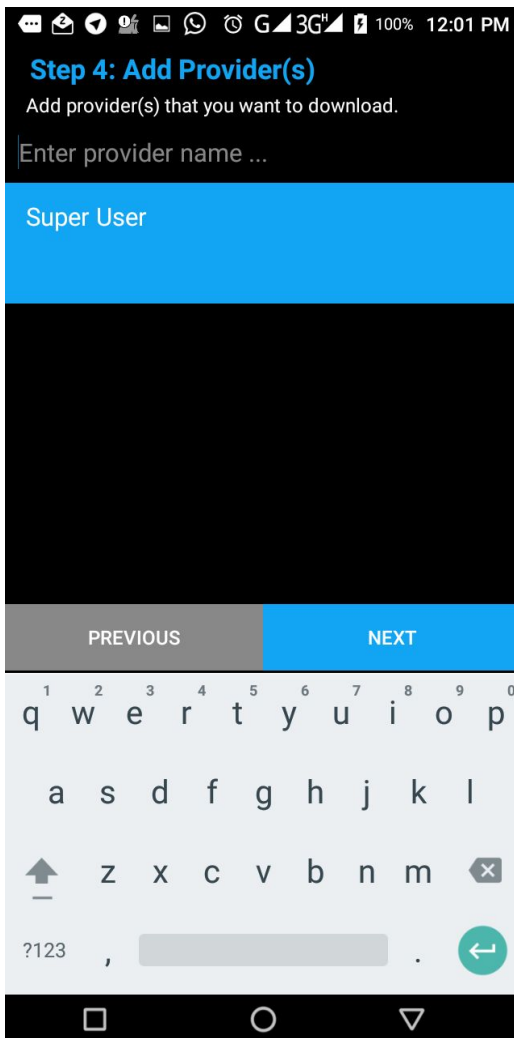 G 3G H 100% 12:01 PM
Step 4: Add Provider(s)
Add provider(s) that you want to download.
Enter provider name ...
Super User
PREVIOUS NEXT
1 2 3 4 5 6 7 8 9 0
q w e r t y u i o p
a s d f g h j k l
z x c v b n m
?123 , .